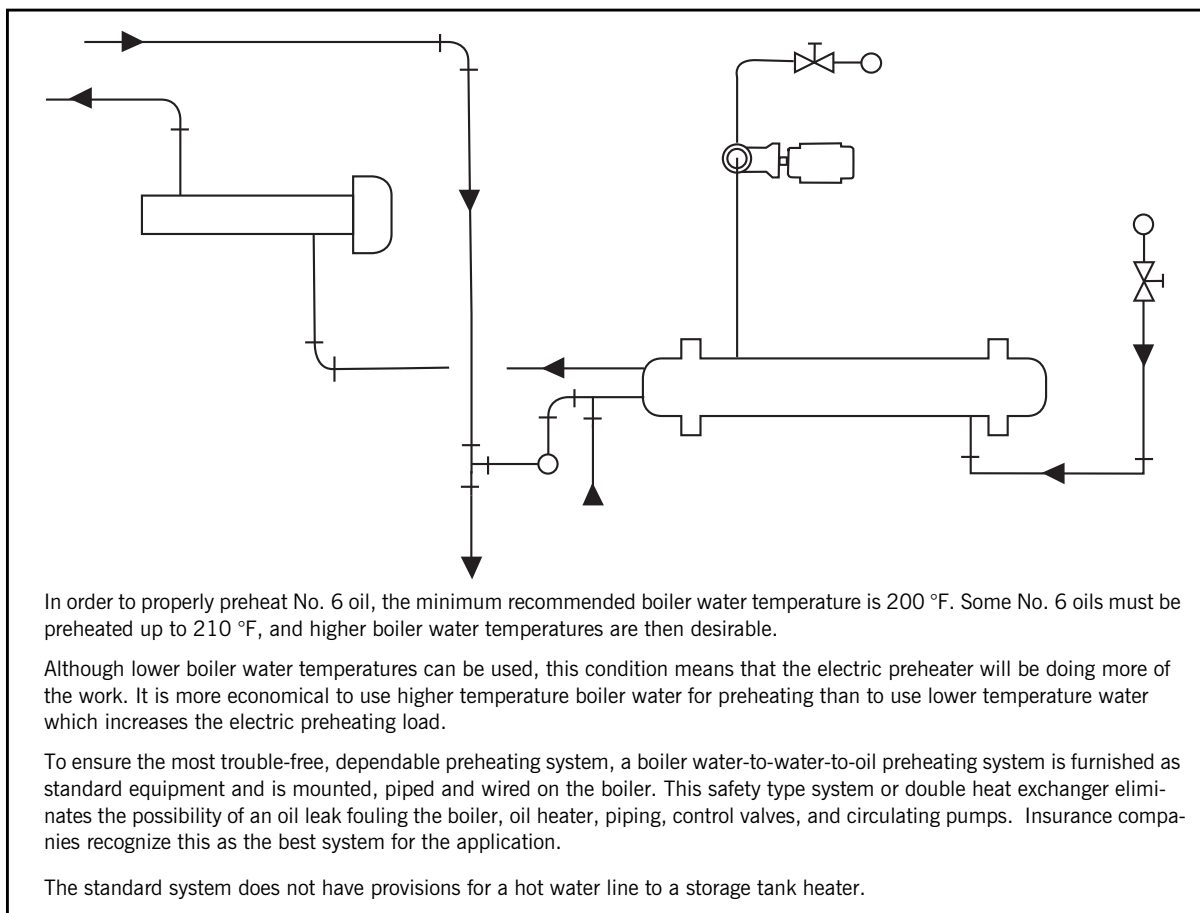 In order to properly preheat No. 6 oil, the minimum recommended boiler water temperature is 200 °F. Some No. 6 oils must be
preheated up to 210 °F, and higher boiler water temperatures are then desirable.
Although lower boiler water temperatures can be used, this condition means that the electric preheater will be doing more of
the work. It is more economical to use higher temperature boiler water for preheating than to use lower temperature water
which increases the electric preheating load.
To ensure the most trouble-free, dependable preheating system, a boiler water-to-water-to-oil preheating system is furnished as
standard equipment and is mounted, piped and wired on the boiler. This safety type system or double heat exchanger elimi-
nates the possibility of an oil leak fouling the boiler, oil heater, piping, control valves, and circulating pumps. Insurance compa-
nies recognize this as the best system for the application.
The standard system does not have provisions for a hot water line to a storage tank heater.